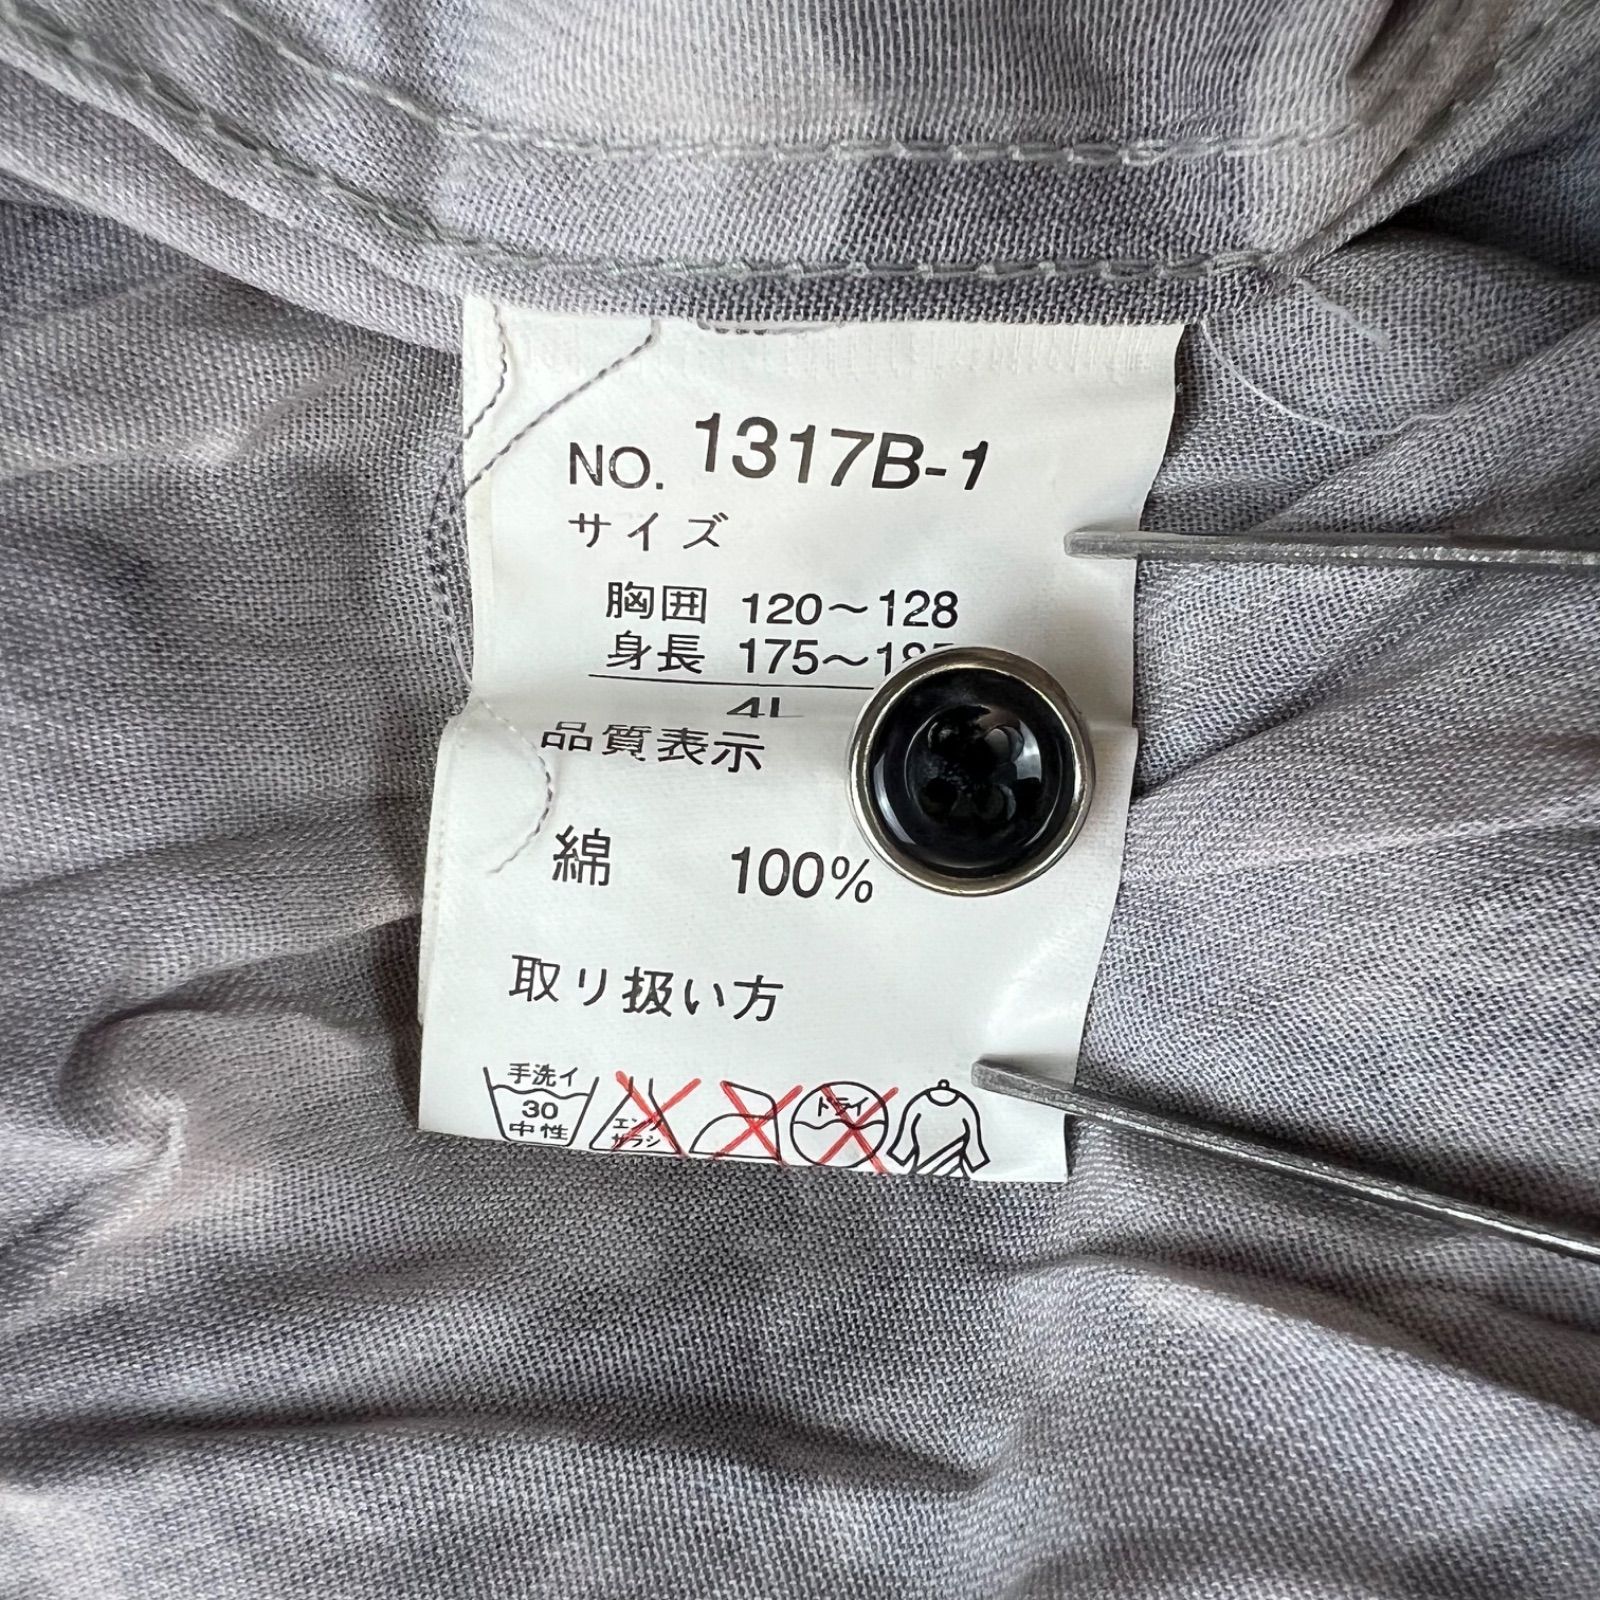 NO. 1317B-1
サイズ
胸囲 120～128
身長 175～185
4L
品質表示
綿 100%
取り扱い方
手洗イ
30
中性
エンソ
サラシ
ドライ